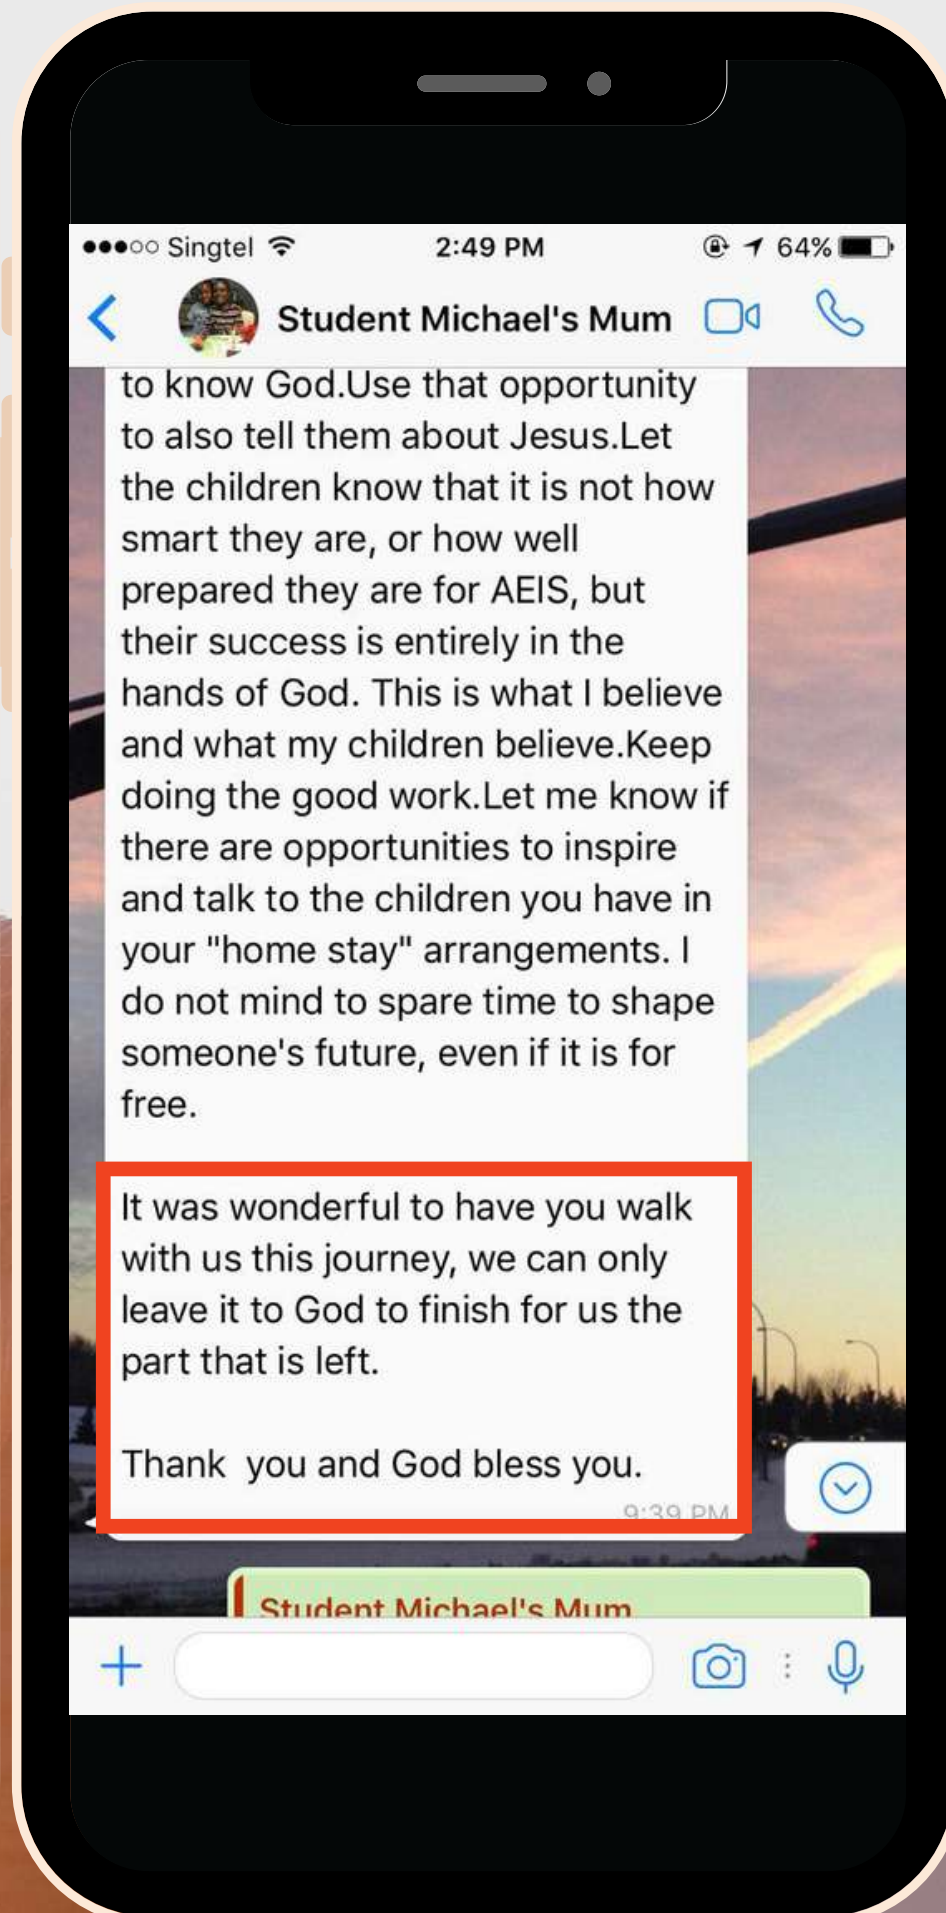 Singtel 2:49 PM 64%
Student Michael's Mum
to know God.Use that opportunity
to also tell them about Jesus.Let
the children know that it is not how
smart they are, or how well
prepared they are for AEIS, but
their success is entirely in the
hands of God. This is what I believe
and what my children believe.Keep
doing the good work.Let me know if
there are opportunities to inspire
and talk to the children you have in
your "home stay" arrangements. I
do not mind to spare time to shape
someone's future, even if it is for
free.
It was wonderful to have you walk
with us this journey, we can only
leave it to God to finish for us the
part that is left.
Thank  you and God bless you.
9:39 PM
Student Michael's Mum